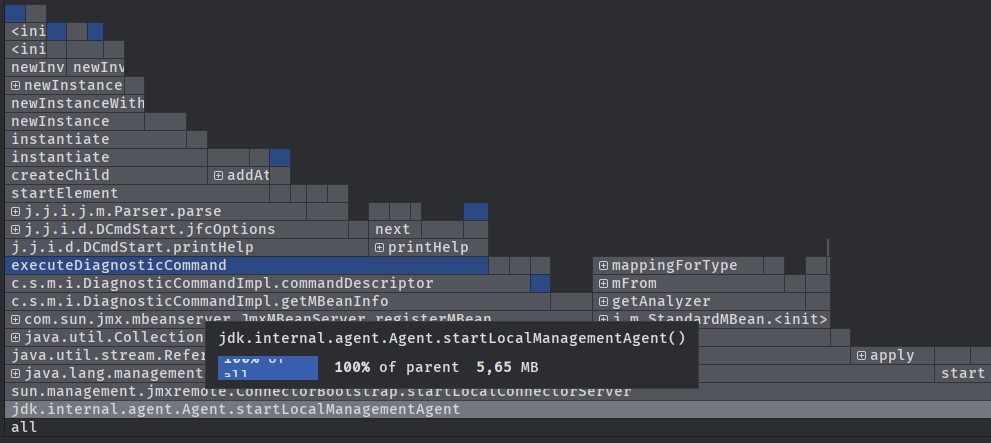 <ini
<ini
newInv newInv
newInstance
newInstanceWith
newInstance
instantiate
instantiate
createChild addAt
startElement
j.j.i.j.m.Parser.parse
j.j.i.d.DCmdStart.jfcOptions next
j.j.i.d.DCmdStart.printHelp printHelp
executeDiagnosticCommand mappingForType
c.s.m.i.DiagnosticCommandImpl.commandDescriptor mFrom
c.s.m.i.DiagnosticCommandImpl.getMBeanInfo getAnalyzer
com.sun.jmx.mbeanserver.JmxMBeanServer.registerMBean j.m.StandardMBean.<init>
java.util.Collection
jdk.internal.agent.Agent.startLocalManagementAgent()
java.util.stream.Refer apply
100% of all 100% of parent 5,65 MB
java.lang.management start
sun.management.jmxremote.ConnectorBootstrap.startLocalConnectorServer
jdk.internal.agent.Agent.startLocalManagementAgent
all